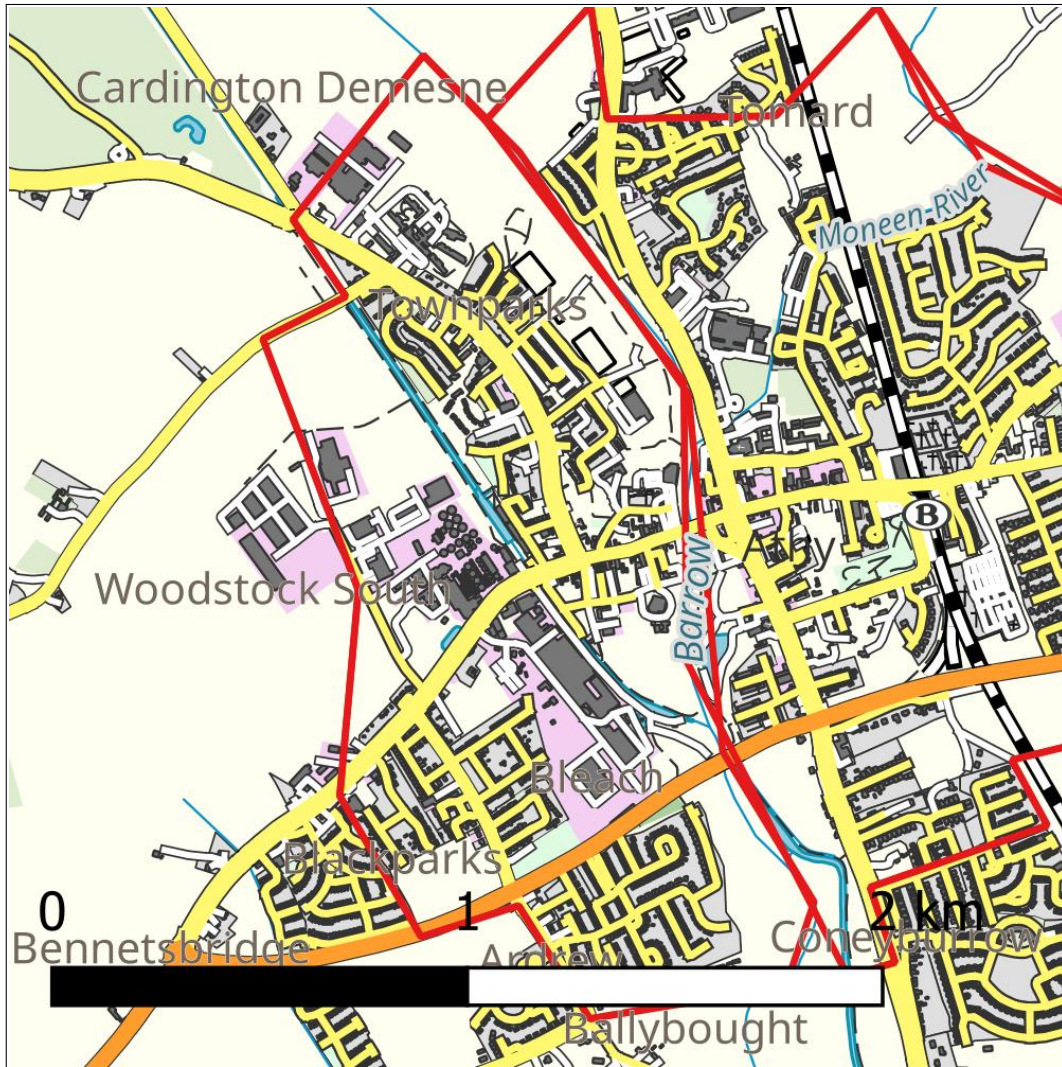 Cardington Demesne
Tomard
Moneen-River
Townparks
B
Athy
Woodstock South
Barrow
Bleach
Blackparks
0
1
2 km
Bennetsbridge
Ardrew
Coneyburrow
Ballybought